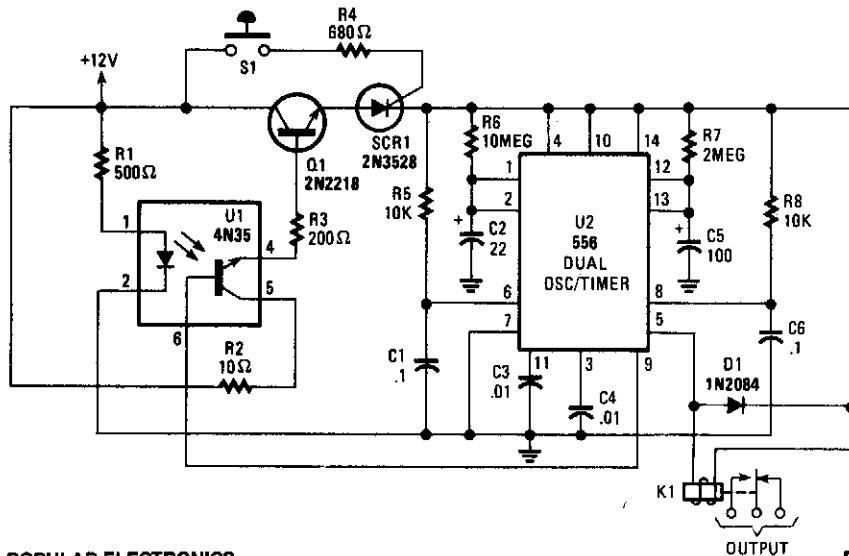 R4
680Ω
S1
+12V
R1
500Ω
Q1
2N2218
SCR1
2N3528
R6
10MEG
4
10
14
R7
2MEG
1
12
2
13
R5
10K
R8
10K
U1
4N35
1
4
R3
200Ω
+
C2
22
U2
556
DUAL
OSC/TIMER
+
C5
100
2
5
6
8
6
7
5
R2
10Ω
C1
.1
C6
.1
11
3
9
C3
.01
C4
.01
D1
1N2084
K1
OUTPUT